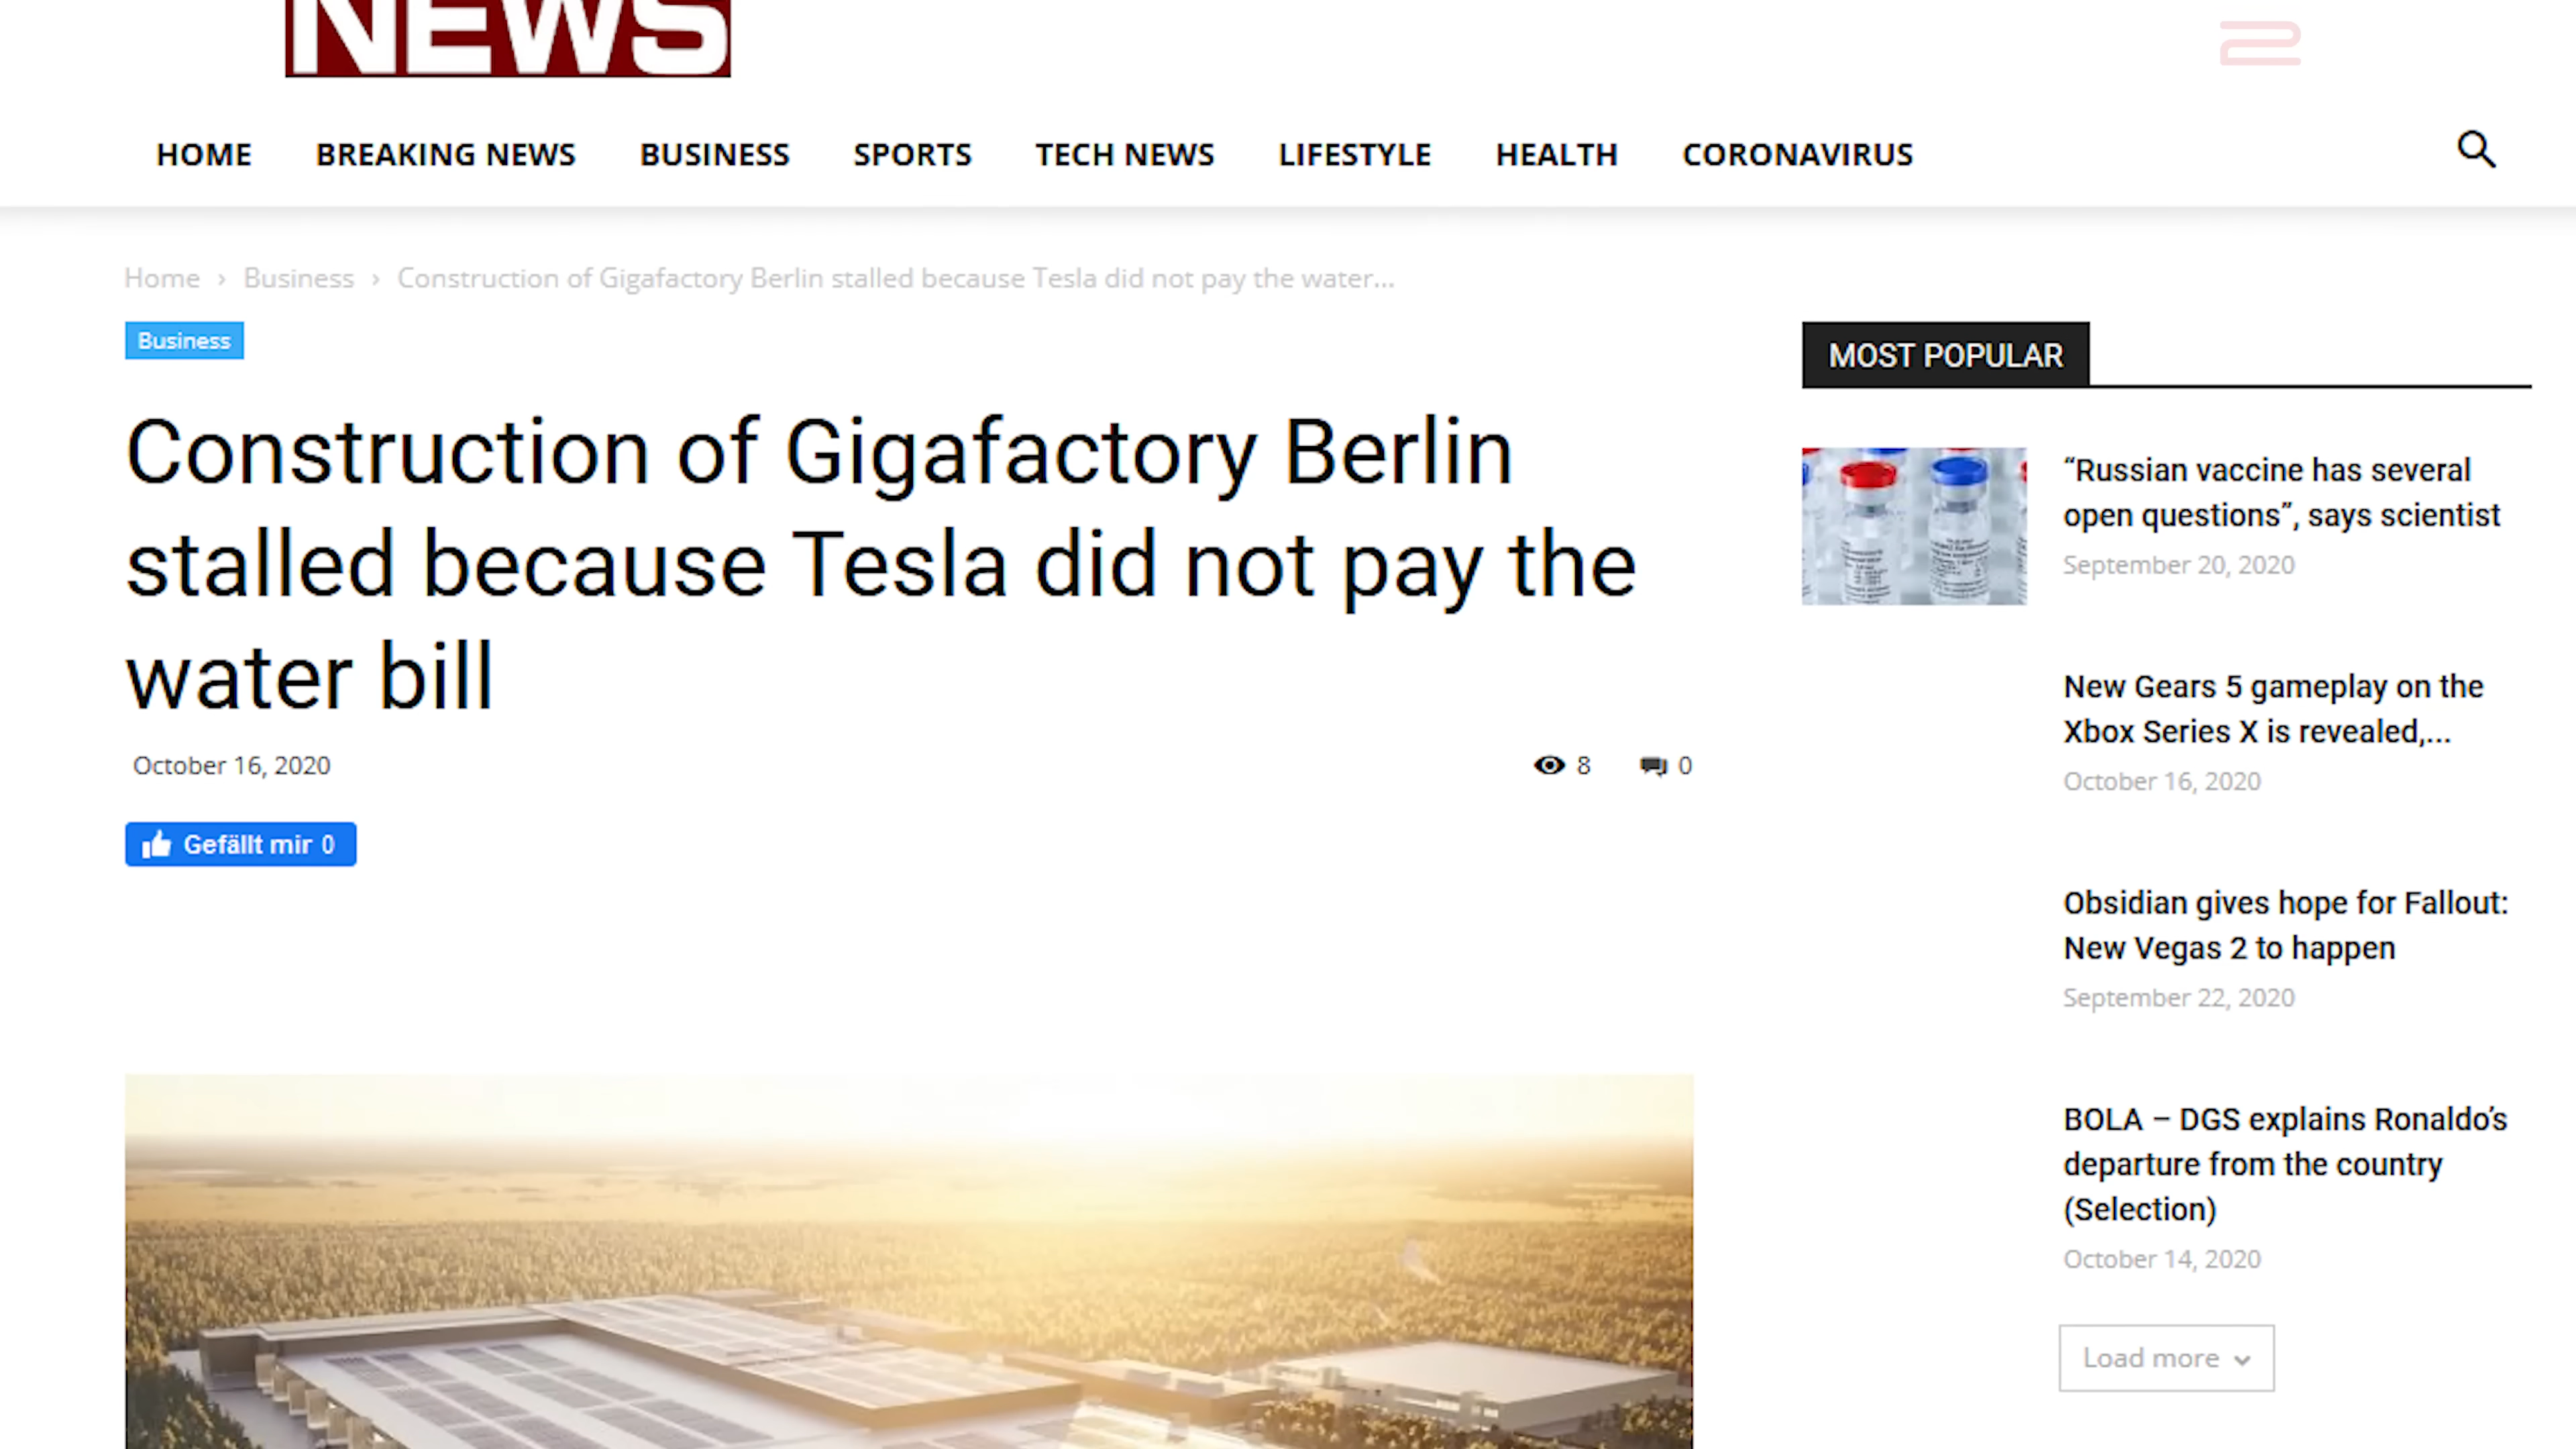 NEWS
HOME BREAKING NEWS BUSINESS SPORTS TECH NEWS LIFESTYLE HEALTH CORONAVIRUS
Home › Business › Construction of Gigafactory Berlin stalled because Tesla did not pay the water...
Business
Construction of Gigafactory Berlin
stalled because Tesla did not pay the
water bill
October 16, 2020 8 0
Gefällt mir 0
MOST POPULAR
“Russian vaccine has several
open questions”, says scientist
September 20, 2020
New Gears 5 gameplay on the
Xbox Series X is revealed,...
October 16, 2020
Obsidian gives hope for Fallout:
New Vegas 2 to happen
September 22, 2020
BOLA – DGS explains Ronaldo’s
departure from the country
(Selection)
October 14, 2020
Load more